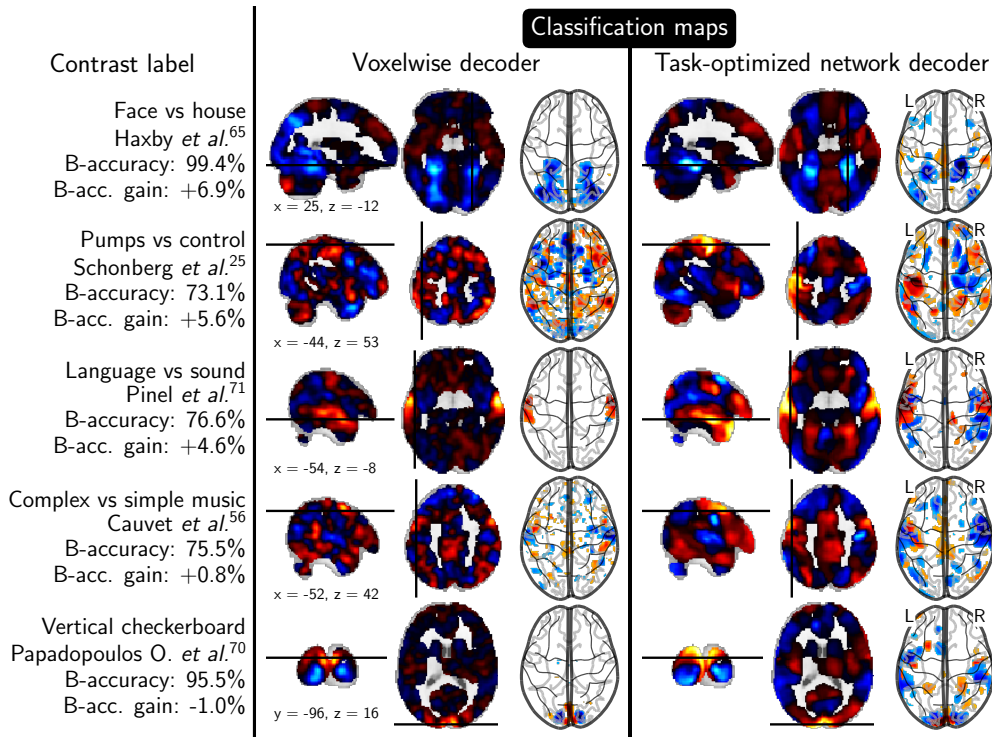 Classification maps
Contrast label
Voxelwise decoder
Task-optimized network decoder
Face vs house
Haxby et al.65
B-accuracy: 99.4%
B-acc. gain: +6.9%
x = 25, z = -12
L R
Pumps vs control
Schonberg et al.25
B-accuracy: 73.1%
B-acc. gain: +5.6%
x = -44, z = 53
L R
Language vs sound
Pinel et al.71
B-accuracy: 76.6%
B-acc. gain: +4.6%
x = -54, z = -8
L R
Complex vs simple music
Cauvet et al.56
B-accuracy: 75.5%
B-acc. gain: +0.8%
x = -52, z = 42
L R
Vertical checkerboard
Papadopoulos O. et al.70
B-accuracy: 95.5%
B-acc. gain: -1.0%
y = -96, z = 16
L R